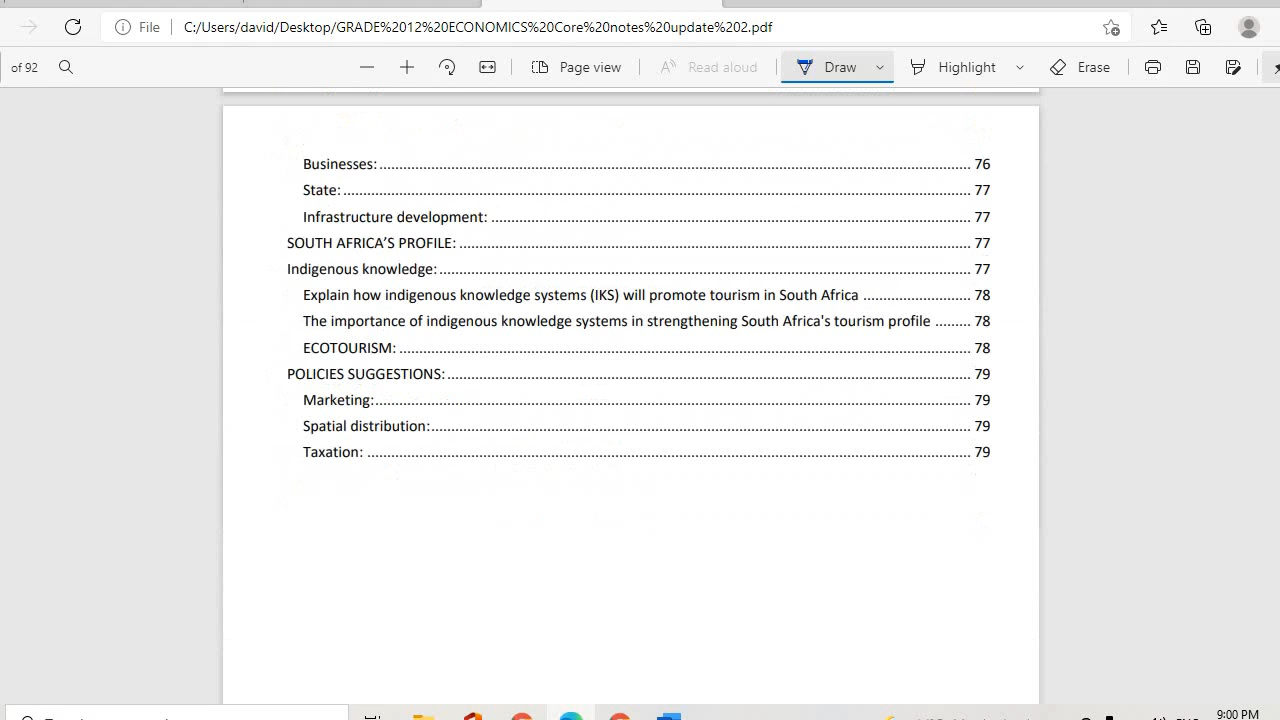 File C:/Users/david/Desktop/GRADE%2012%20ECONOMICS%20Core%20notes%20update%202.pdf
of 92 Page view Read aloud Draw Highlight Erase
Businesses: ........ 76
State: ........ 77
Infrastructure development: ........ 77
SOUTH AFRICA’S PROFILE: ........ 77
Indigenous knowledge: ........ 77
Explain how indigenous knowledge systems (IKS) will promote tourism in South Africa ........ 78
The importance of indigenous knowledge systems in strengthening South Africa's tourism profile ......... 78
ECOTOURISM: ........ 78
POLICIES SUGGESTIONS: ........ 79
Marketing: ........ 79
Spatial distribution: ........ 79
Taxation: ........ 79
9:00 PM